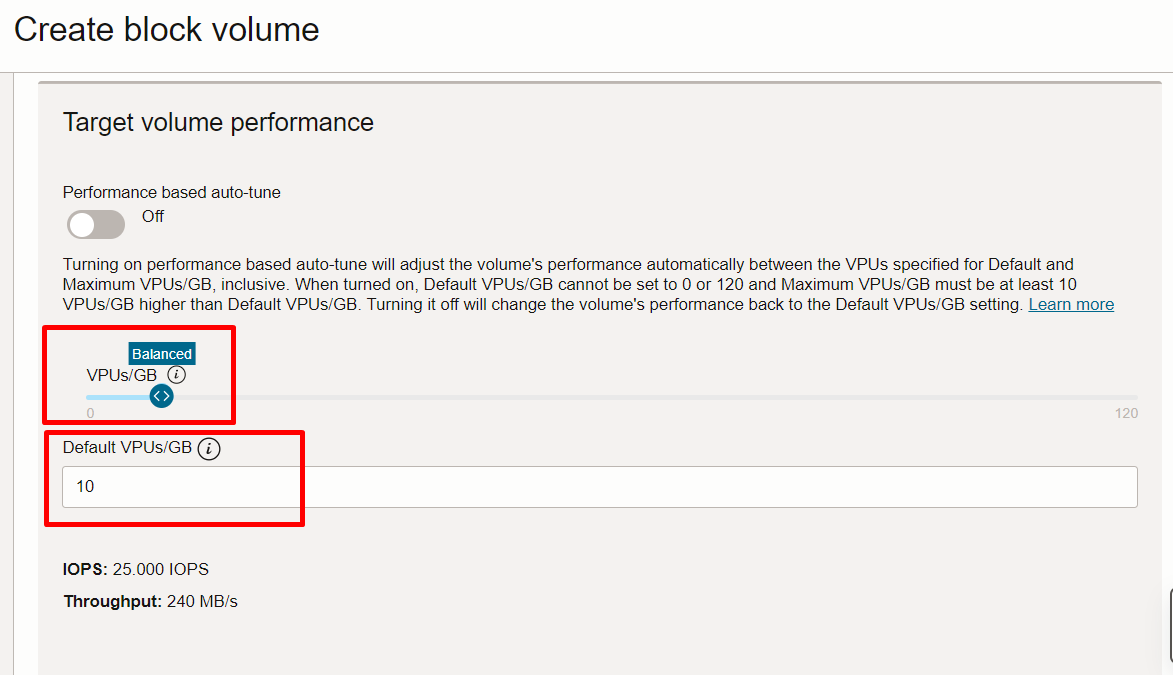 Create block volume
Target volume performance
Performance based auto-tune
Off
Turning on performance based auto-tune will adjust the volume's performance automatically between the VPUs specified for Default and
Maximum VPUs/GB, inclusive. When turned on, Default VPUs/GB cannot be set to 0 or 120 and Maximum VPUs/GB must be at least 10
VPUs/GB higher than Default VPUs/GB. Turning it off will change the volume's performance back to the Default VPUs/GB setting. Learn more
Balanced
VPUs/GB i
0 120
Default VPUs/GB i
10
IOPS: 25.000 IOPS
Throughput: 240 MB/s